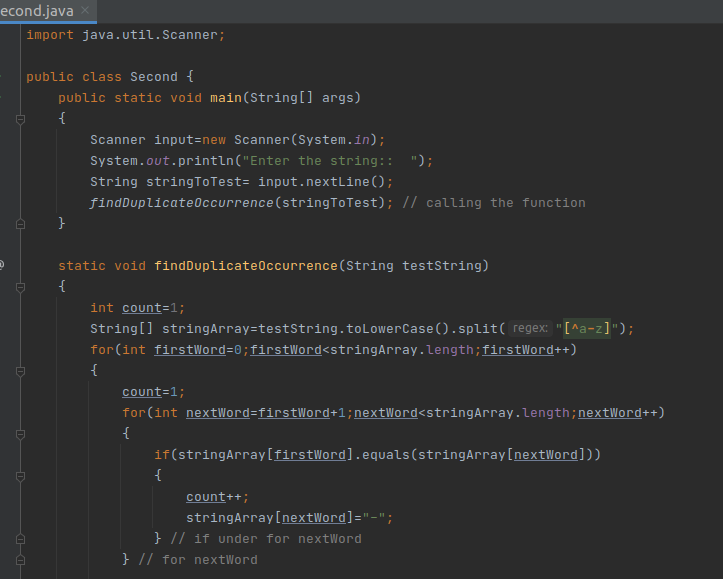 econd.java ×
import java.util.Scanner;
public class Second {
    public static void main(String[] args)
    {
        Scanner input=new Scanner(System.in);
        System.out.println("Enter the string::  ");
        String stringToTest= input.nextLine();
        findDuplicateOccurrence(stringToTest); // calling the function
    }
@
    static void findDuplicateOccurrence(String testString)
    {
        int count=1;
        String[] stringArray=testString.toLowerCase().split( regex: "[^a-z]");
        for(int firstWord=0;firstWord<stringArray.length;firstWord++)
        {
            count=1;
            for(int nextWord=firstWord+1;nextWord<stringArray.length;nextWord++)
            {
                if(stringArray[firstWord].equals(stringArray[nextWord]))
                {
                    count++;
                    stringArray[nextWord]="-";
                } // if under for nextWord
            } // for nextWord